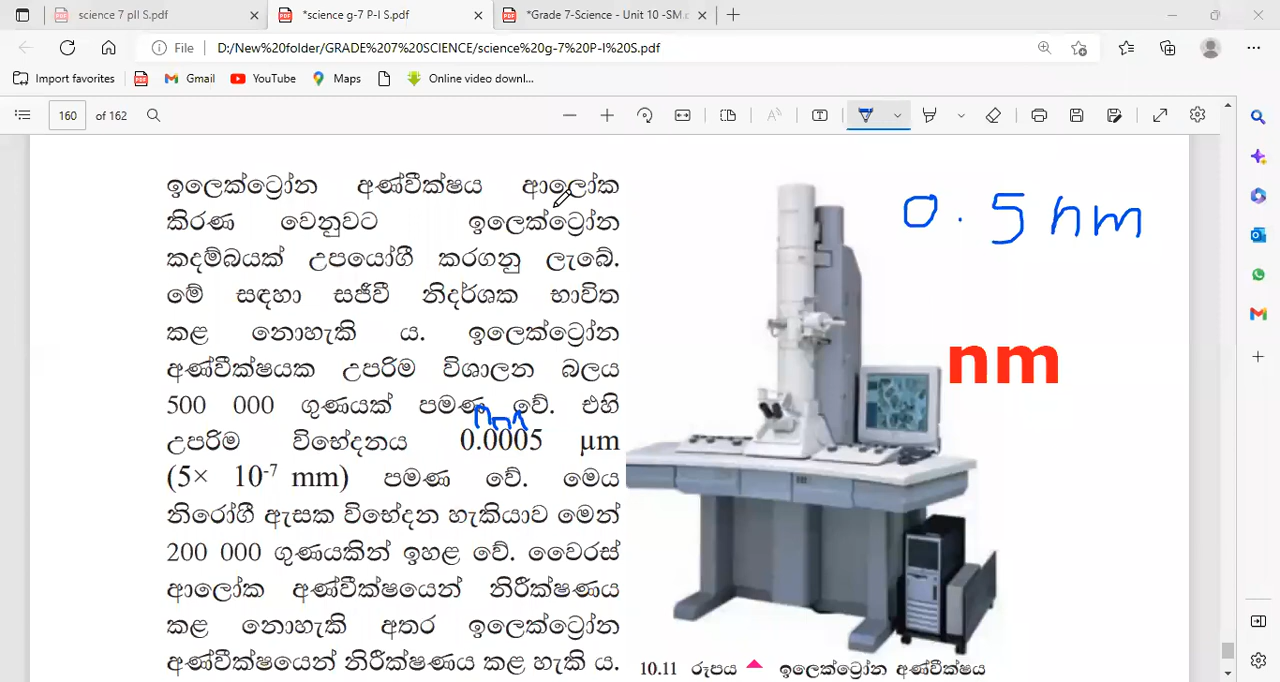 science 7 pII S.pdf
*science g-7 P-I S.pdf
*Grade 7-Science - Unit 10 -SM.p
File
D:/New%20folder/GRADE%207%20SCIENCE/science%20g-7%20P-I%20S.pdf
Import favorites
Gmail
YouTube
Maps
Online video downl...
160 of 162
ඉලෙක්ට්‍රෝන අණ්වීක්ෂය ආලෝක
කිරණ වෙනුවට ඉලෙක්ට්‍රෝන
කදම්බයක් උපයෝගී කරගනු ලැබේ.
මේ සඳහා සජීවී නිදර්ශක භාවිත
කළ නොහැකි ය. ඉලෙක්ට්‍රෝන
අණ්වීක්ෂයක උපරිම විශාලන බලය
500 000 ගුණයක් පමණ වේ. එහි
උපරිම විභේදනය 0.0005 µm
(5× 10⁻⁷ mm) පමණ වේ. මෙය
නිරෝගී ඇසක විභේදන හැකියාව මෙන්
200 000 ගුණයකින් ඉහළ වේ. වෛරස්
ආලෝක අණ්වීක්ෂයෙන් නිරීක්ෂණය
කළ නොහැකි අතර ඉලෙක්ට්‍රෝන
අණ්වීක්ෂයෙන් නිරීක්ෂණය කළ හැකි ය.
0.5 nm
nm
10.11 රූපය ඉලෙක්ට්‍රෝන අණ්වීක්ෂය